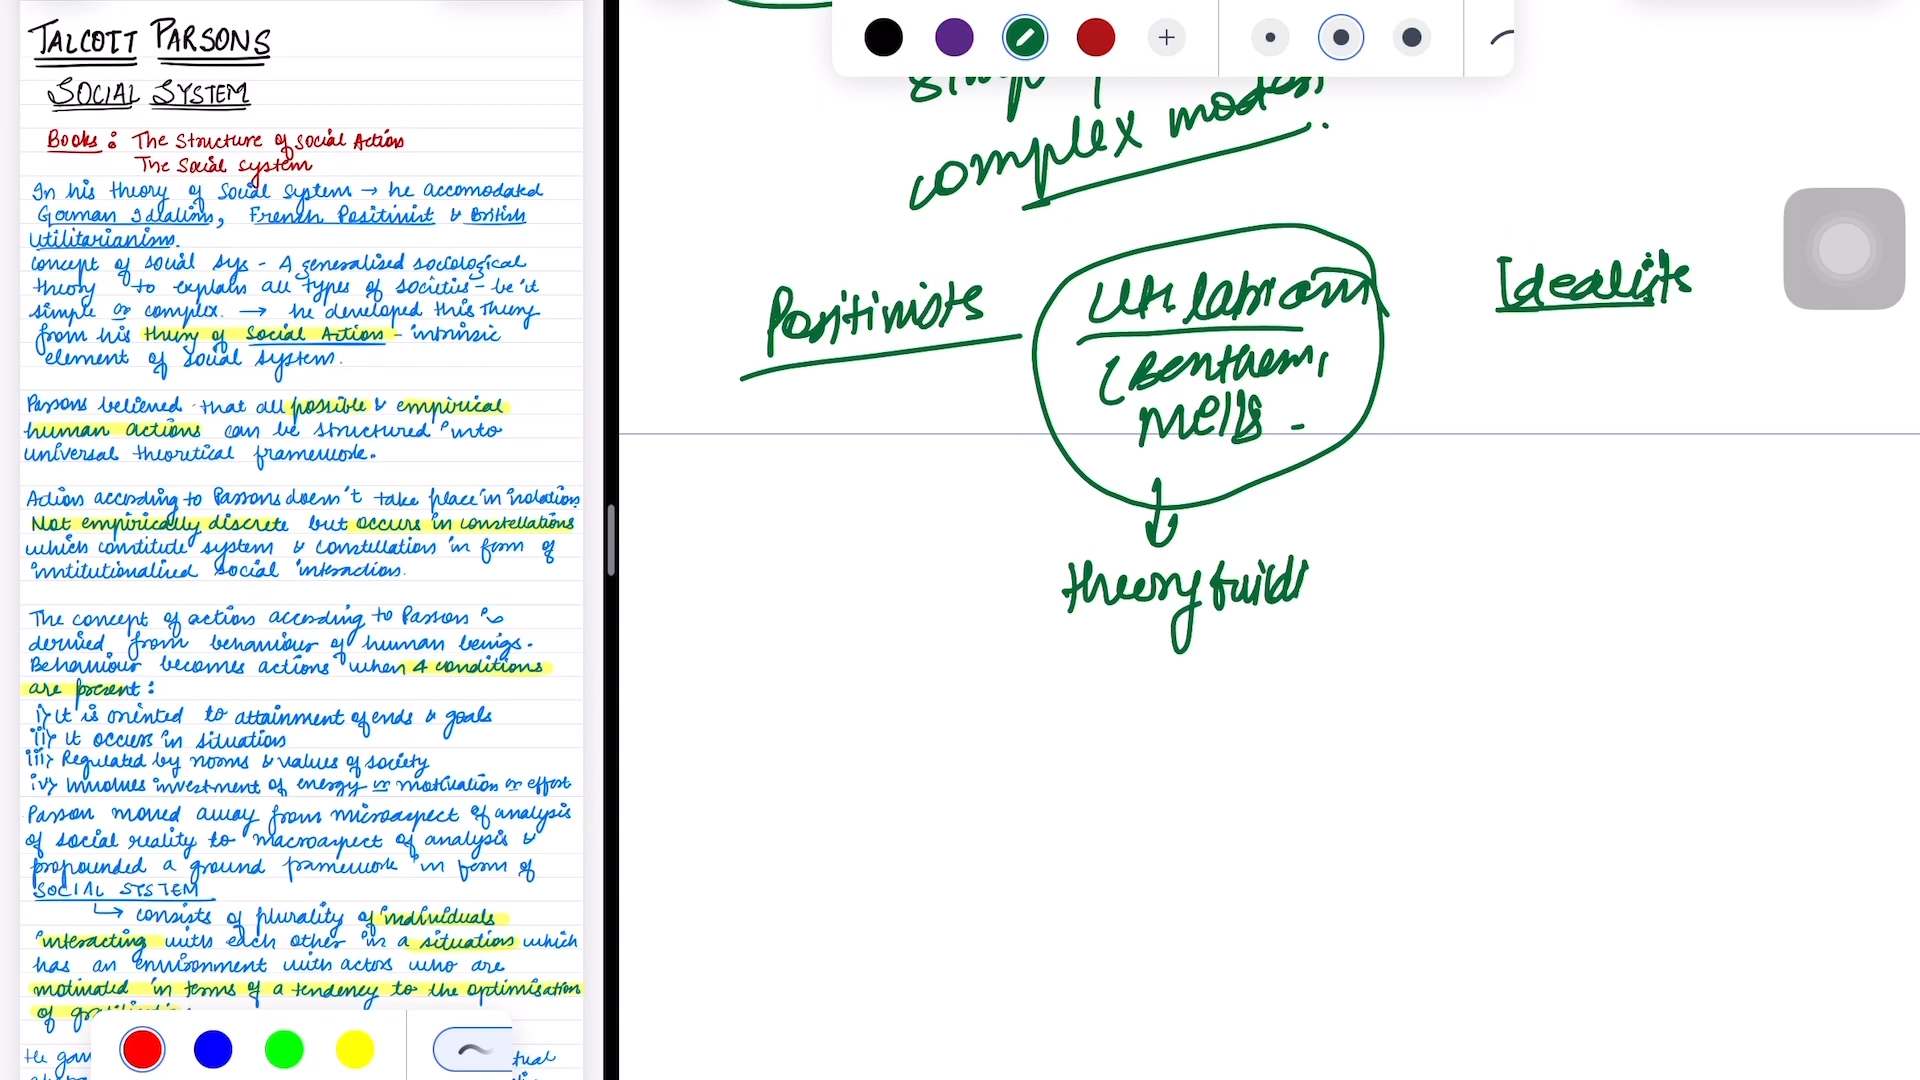 TALCOTT PARSONS
SOCIAL SYSTEM
Books : The Structure of Social Action
The Social System
In his theory of Social System → he accomodated
German Idealism, French Positivist & British
Utilitarianism.
Concept of Social Sys - A generalised sociological
theory to explain all types of societies - be it
simple or complex. → he developed this theory
from his theory of Social Action - intrinsic
element of social system.
Parsons believed that all possible & empirical
human actions can be structured into
universal theoretical framework.
Action according to Parsons doesn't take place in isolation.
Not empirically discrete but occurs in constellations
which constitute system & constellation in form of
institutionalised social interaction.
The concept of action according to Parsons is
derived from behaviour of human beings.
Behaviour becomes actions when 4 conditions
are present :
i) It is oriented to attainment of ends & goals
ii) it occurs in situation
iii) Regulated by norms & values of society
iv) Involves investment of energy or motivation or effort
Parson moved away from microaspect of analysis
of social reality to macroaspect of analysis &
propounded a ground framework in form of
SOCIAL SYSTEM
↳ consists of plurality of individuals
interacting with each other in a situation which
has an environment with actors who are
motivated in terms of a tendency to the optimisation
of
He
complex
Positivists
Utilitarian
(Benthem,
Mells -
Idealists
theory build